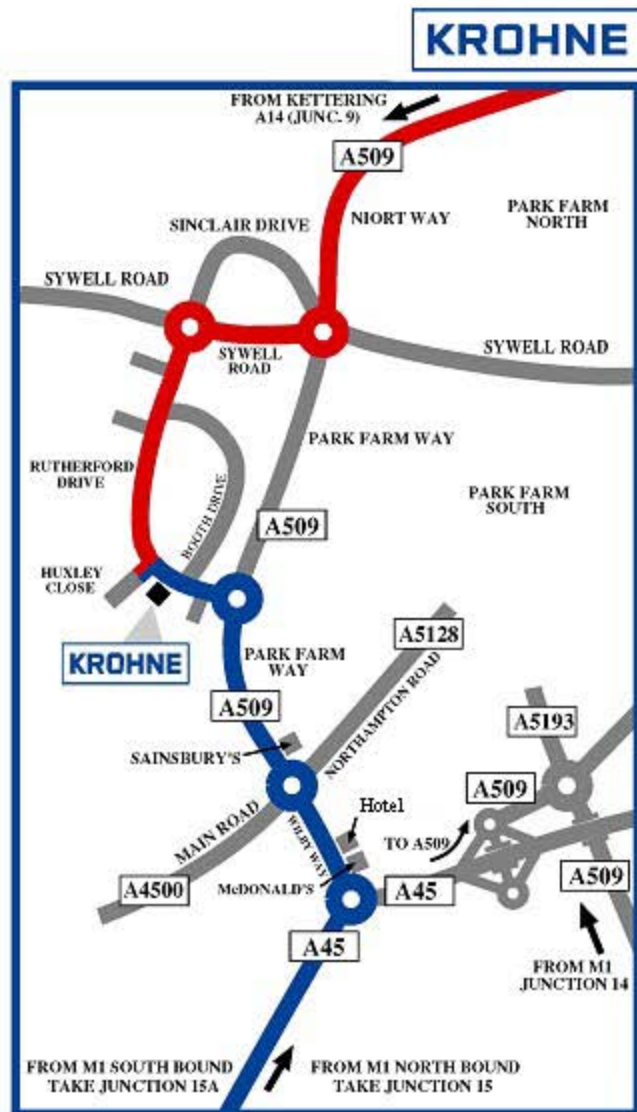 KROHNE
FROM KETTERING
A14 (JUNC. 9)
A509
NIORT WAY
PARK FARM
NORTH
SINCLAIR DRIVE
SYWELL ROAD
SYWELL
ROAD
SYWELL ROAD
PARK FARM WAY
RUTHERFORD
DRIVE
BOOTH DRIVE
PARK FARM
SOUTH
A509
HUXLEY
CLOSE
KROHNE
PARK FARM
WAY
A5128
NORTHAMPTON ROAD
A509
A5193
SAINSBURY'S
A509
Hotel
MAIN ROAD
WILBY WAY
TO A509
McDONALD'S
A4500
A45
A509
A45
FROM M1
JUNCTION 14
FROM M1 SOUTH BOUND
TAKE JUNCTION 15A
FROM M1 NORTH BOUND
TAKE JUNCTION 15